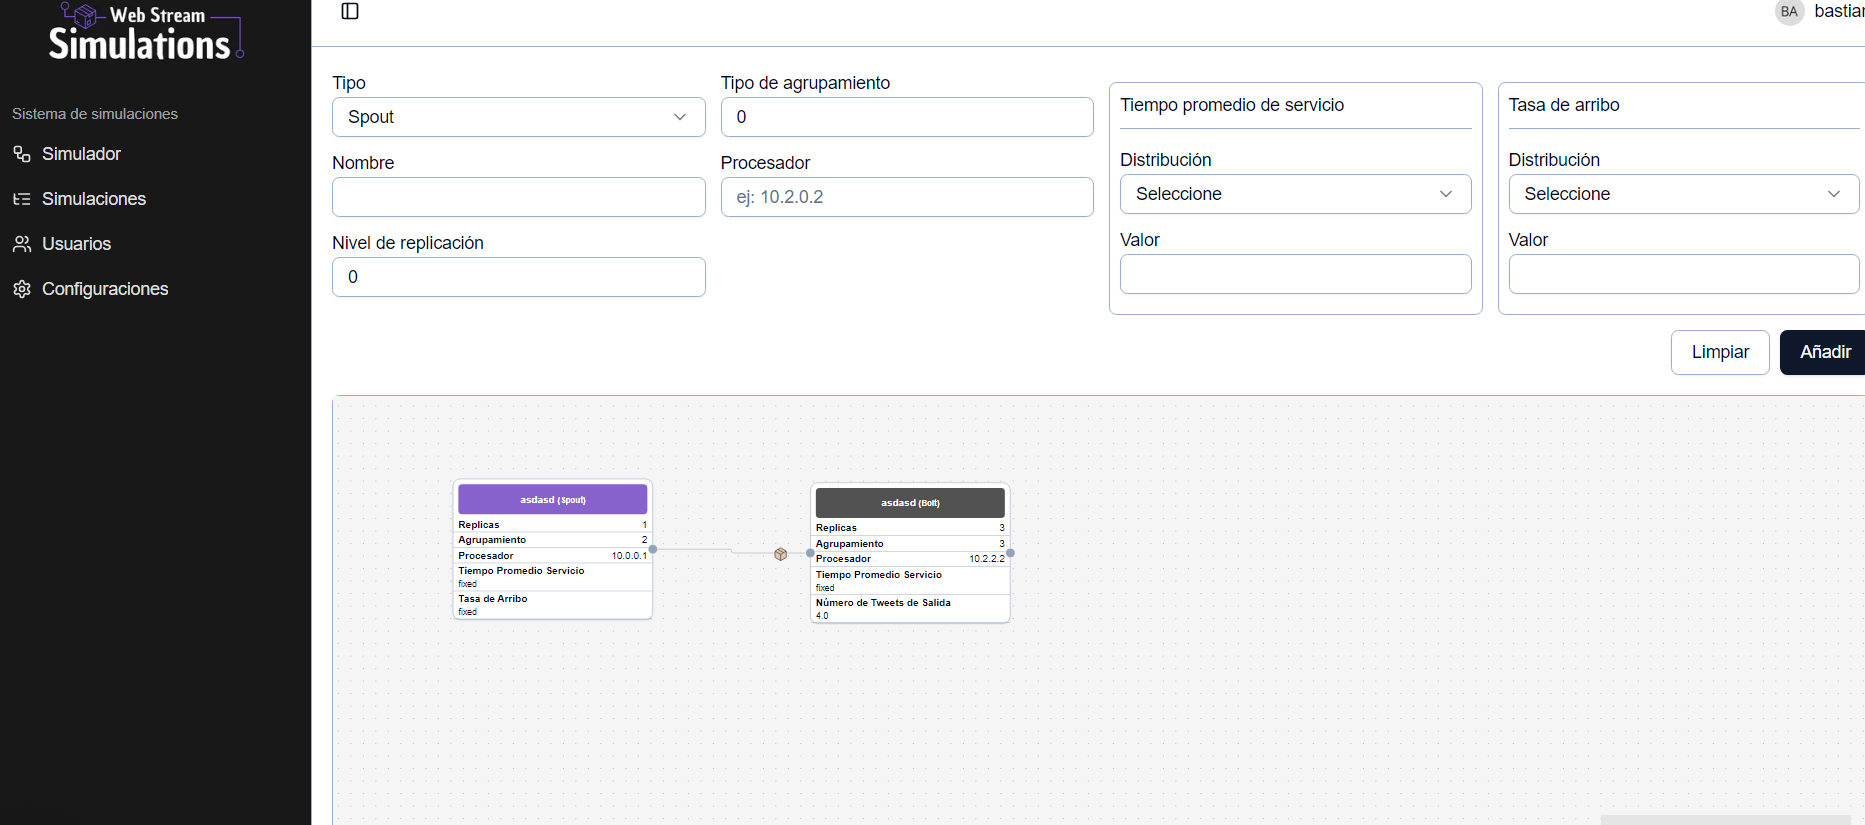 Web Stream
Simulations
Sistema de simulaciones
Simulador
Simulaciones
Usuarios
Configuraciones
BA bastian
Tipo
Spout
Tipo de agrupamiento
0
Nombre
Procesador
ej: 10.2.0.2
Nivel de replicación
0
Tiempo promedio de servicio
Distribución
Seleccione
Valor
Tasa de arribo
Distribución
Seleccione
Valor
Limpiar
Añadir
asdasd (Spout)
Replicas 1
Agrupamiento 2
Procesador 10.0.0.1
Tiempo Promedio Servicio
fixed
Tasa de Arribo
fixed
asdasd (Bolt)
Replicas 3
Agrupamiento 3
Procesador 10.2.2.2
Tiempo Promedio Servicio
fixed
Número de Tweets de Salida
4.0